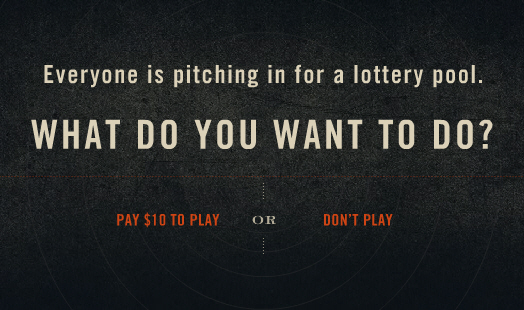 Everyone is pitching in for a lottery pool.
WHAT DO YOU WANT TO DO?
PAY $10 TO PLAY OR DON'T PLAY